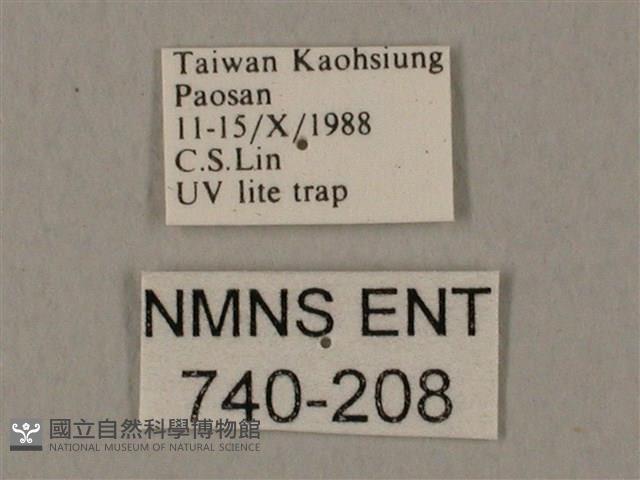 Taiwan Kaohsiung
Paosan
11-15/X/1988
C.S.Lin
UV lite trap
NMNS ENT
740-208
國立自然科學博物館
NATIONAL MUSEUM OF NATURAL SCIENCE